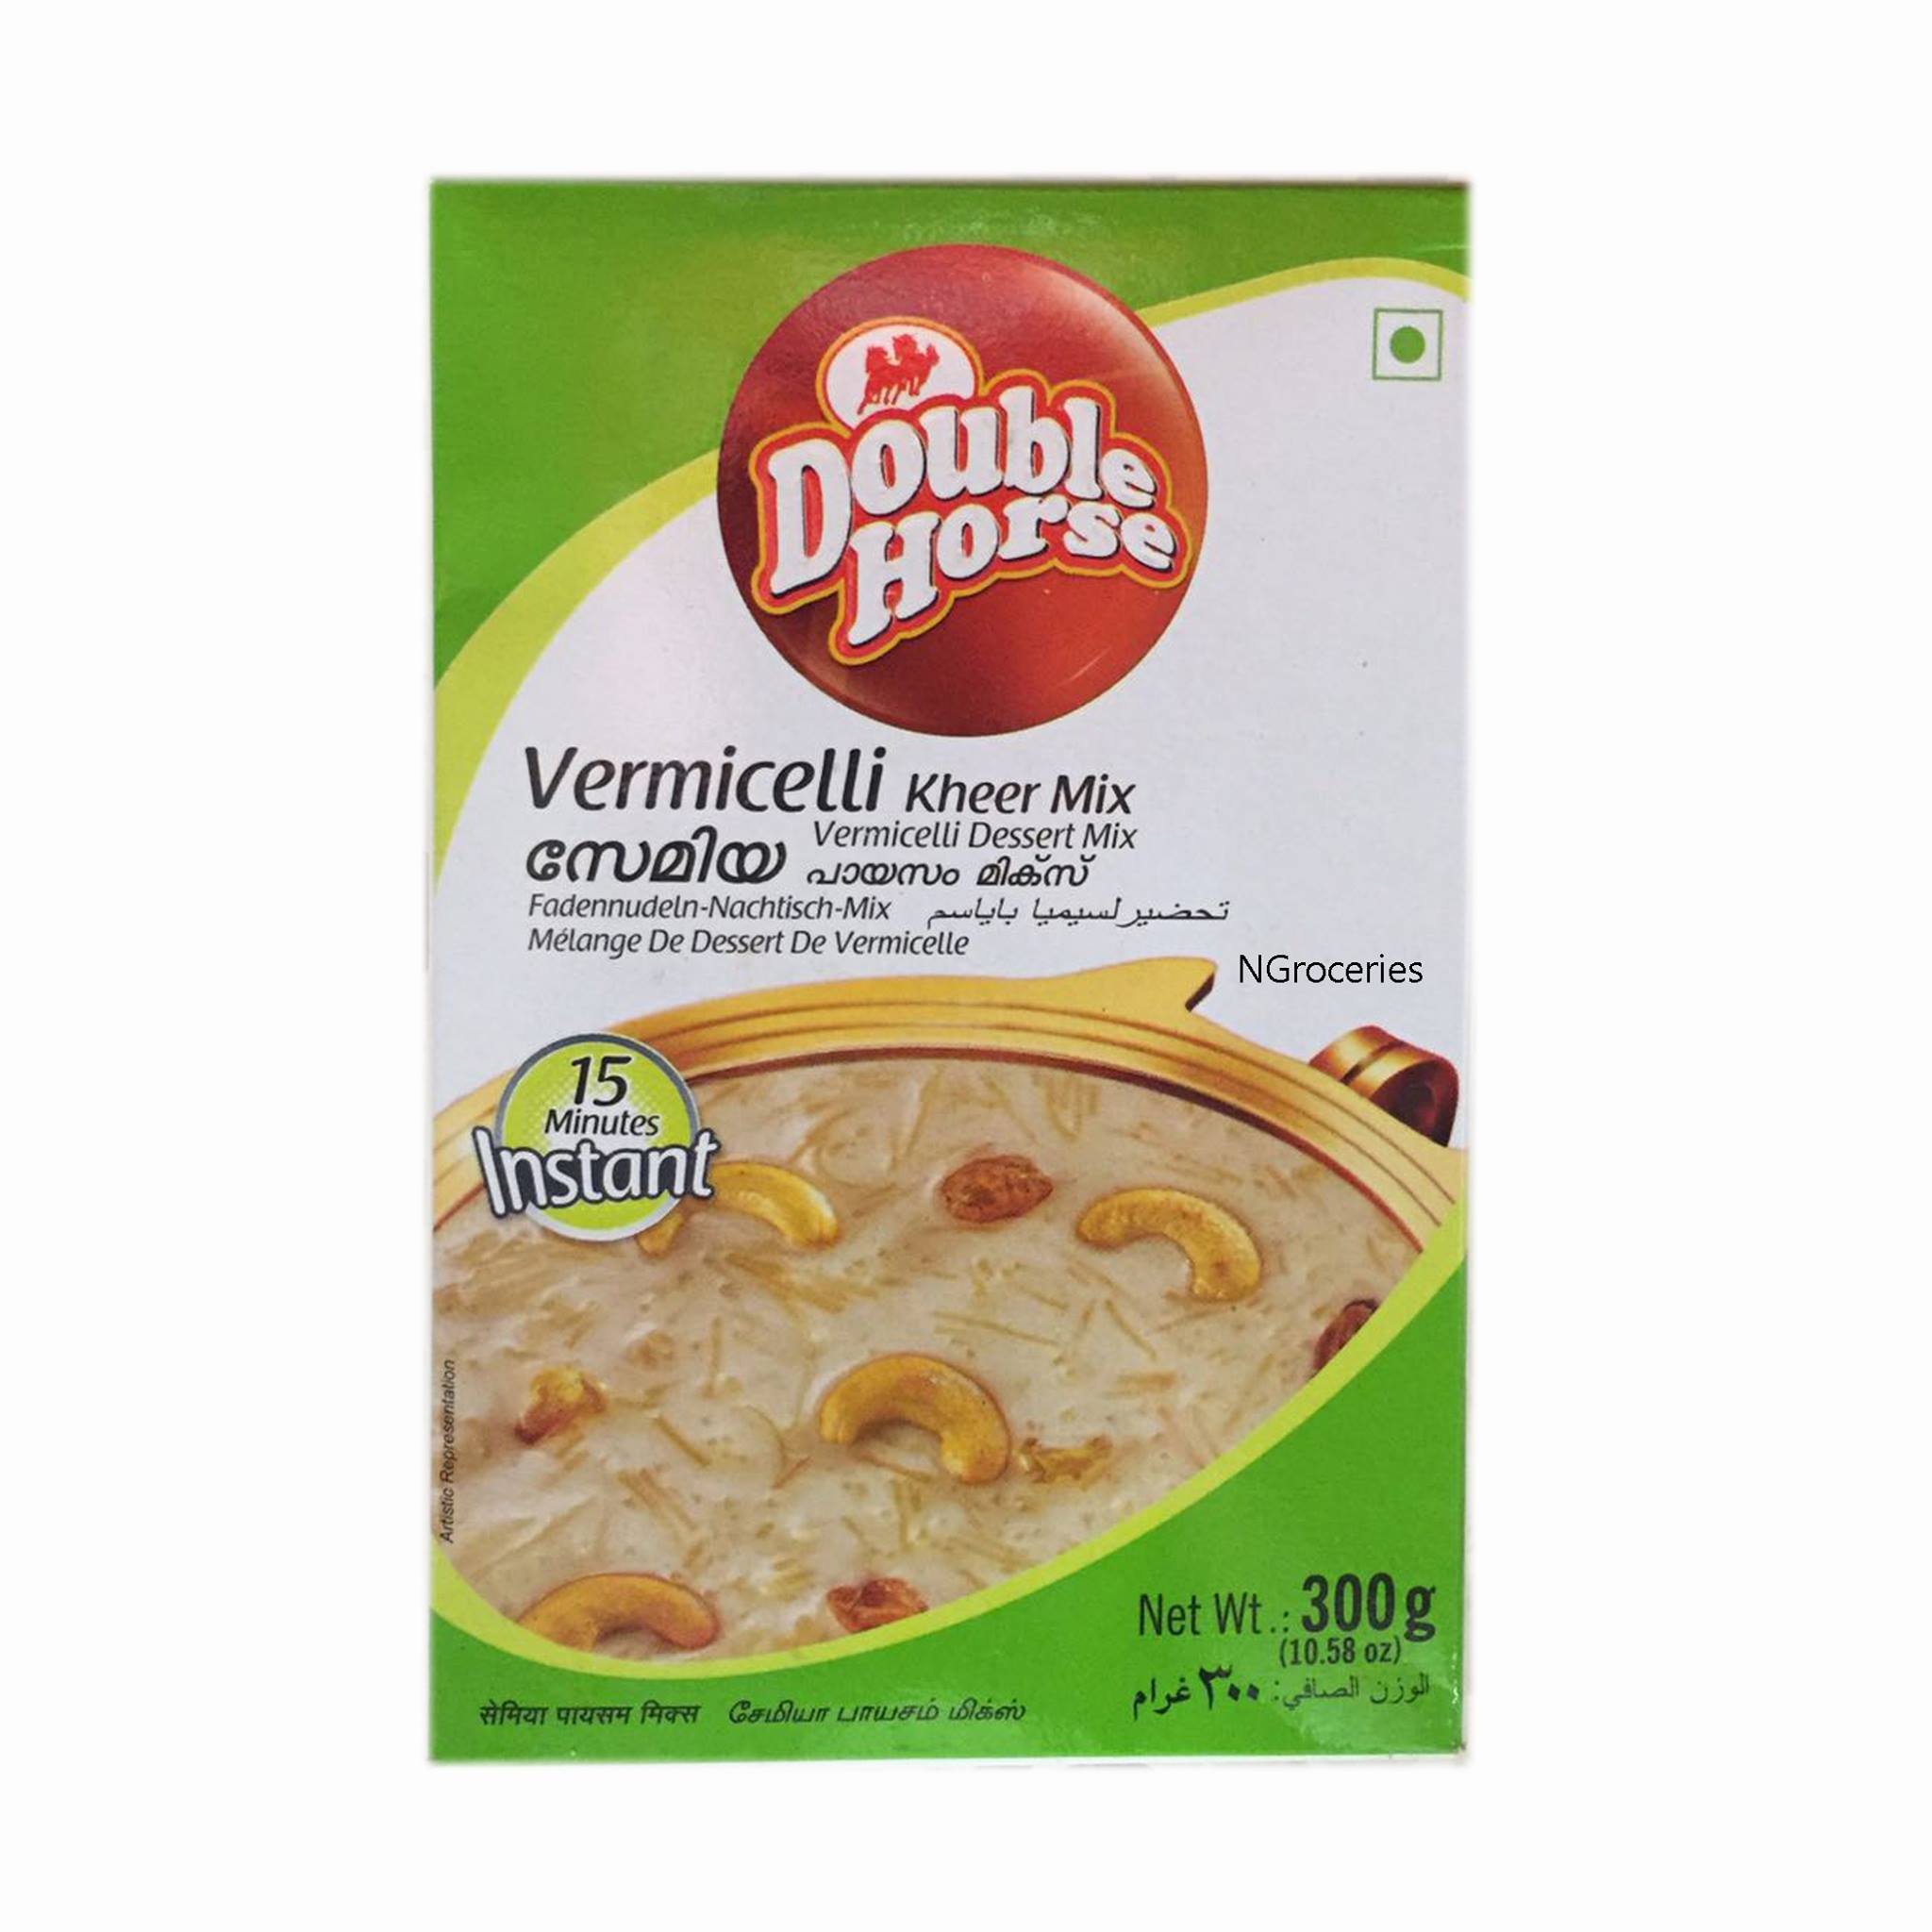 Double
Horse
Vermicelli Kheer Mix
Vermicelli Dessert Mix
സേമിയ പായസം മിക്സ്
Fadennudeln-Nachtisch-Mix تحضير لسيميا باياسم
Mélange De Dessert De Vermicelle
NGroceries
15
Minutes
Instant
Artistic Representation
Net Wt.: 300g
(10.58 oz)
الوزن الصافي: ٣٠٠ غرام
सेमिया पायसम मिक्स சேமியா பாயசம் மிக்ஸ்